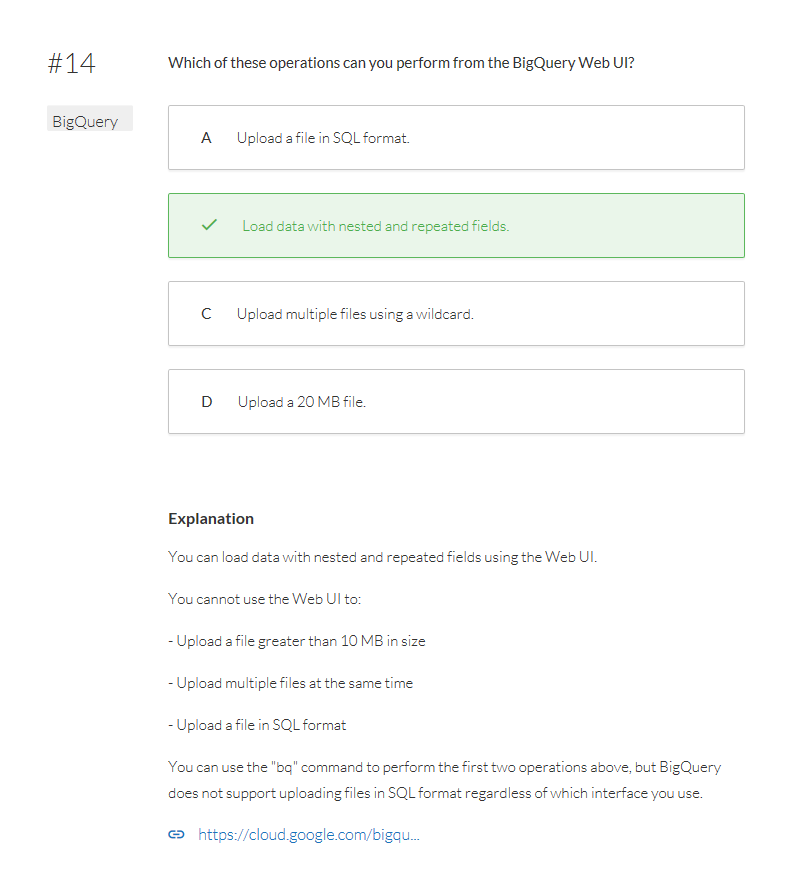 #14
Which of these operations can you perform from the BigQuery Web UI?
BigQuery
A Upload a file in SQL format.
Load data with nested and repeated fields.
C Upload multiple files using a wildcard.
D Upload a 20 MB file.
Explanation
You can load data with nested and repeated fields using the Web UI.
You cannot use the Web UI to:
- Upload a file greater than 10 MB in size
- Upload multiple files at the same time
- Upload a file in SQL format
You can use the "bq" command to perform the first two operations above, but BigQuery
does not support uploading files in SQL format regardless of which interface you use.
https://cloud.google.com/bigqu...